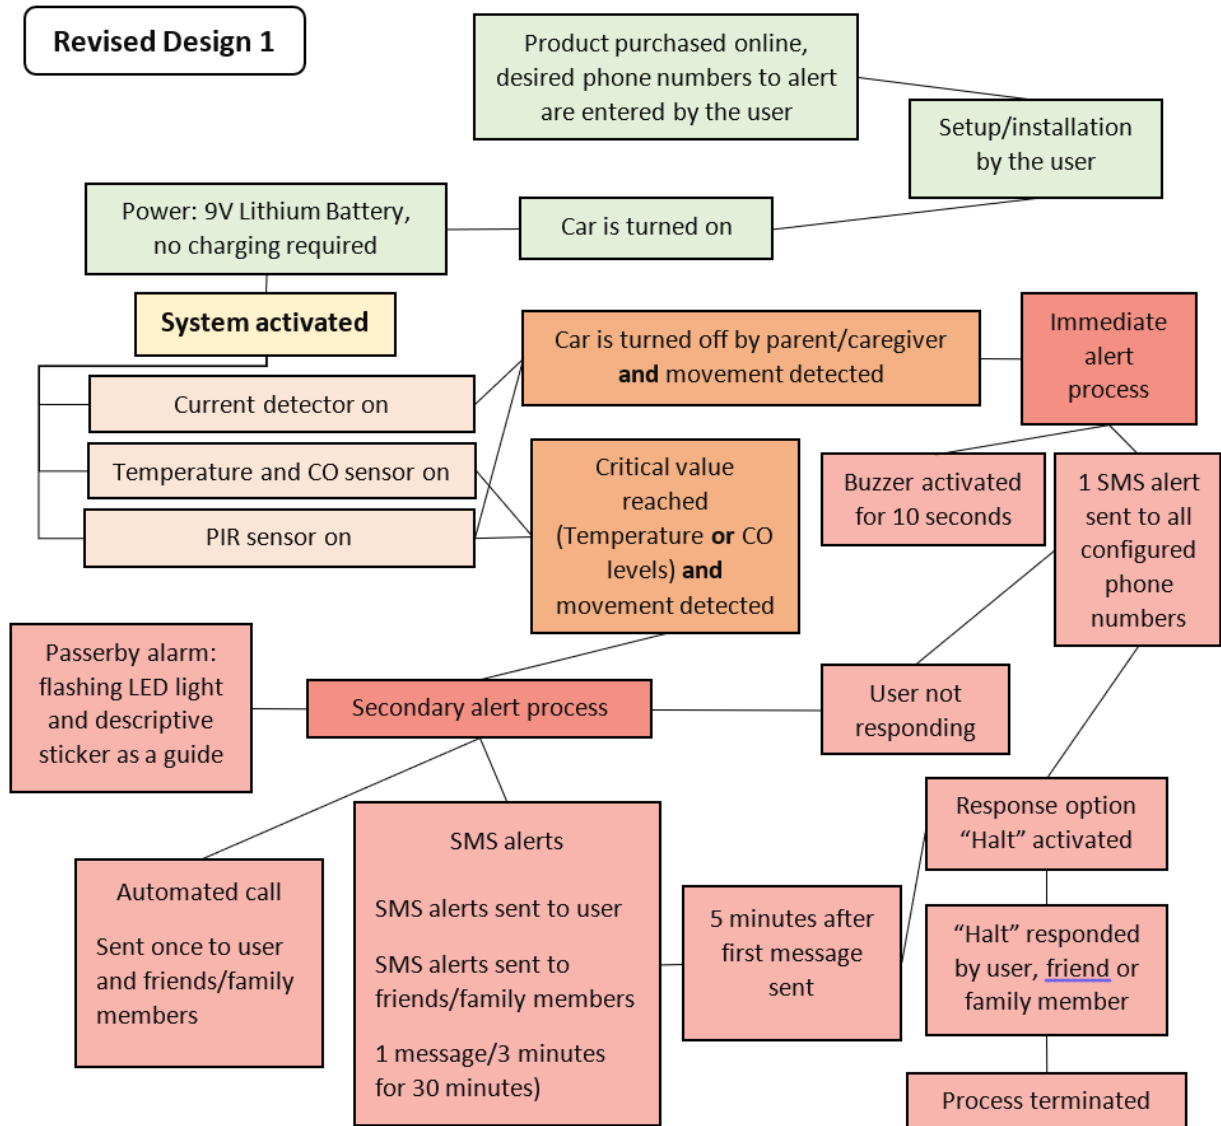 Revised Design 1
Product purchased online,
desired phone numbers to alert
are entered by the user
Setup/installation
by the user
Power: 9V Lithium Battery,
no charging required
Car is turned on
System activated
Car is turned off by parent/caregiver
and movement detected
Immediate
alert
process
Current detector on
Temperature and CO sensor on
PIR sensor on
Critical value
reached
(Temperature or CO
levels) and
movement detected
Buzzer activated
for 10 seconds
1 SMS alert
sent to all
configured
phone
numbers
Passerby alarm:
flashing LED light
and descriptive
sticker as a guide
Secondary alert process
User not
responding
Automated call
Sent once to user
and friends/family
members
SMS alerts
SMS alerts sent to user
SMS alerts sent to
friends/family members
1 message/3 minutes
for 30 minutes)
5 minutes after
first message
sent
Response option
“Halt” activated
“Halt” responded
by user, friend or
family member
Process terminated